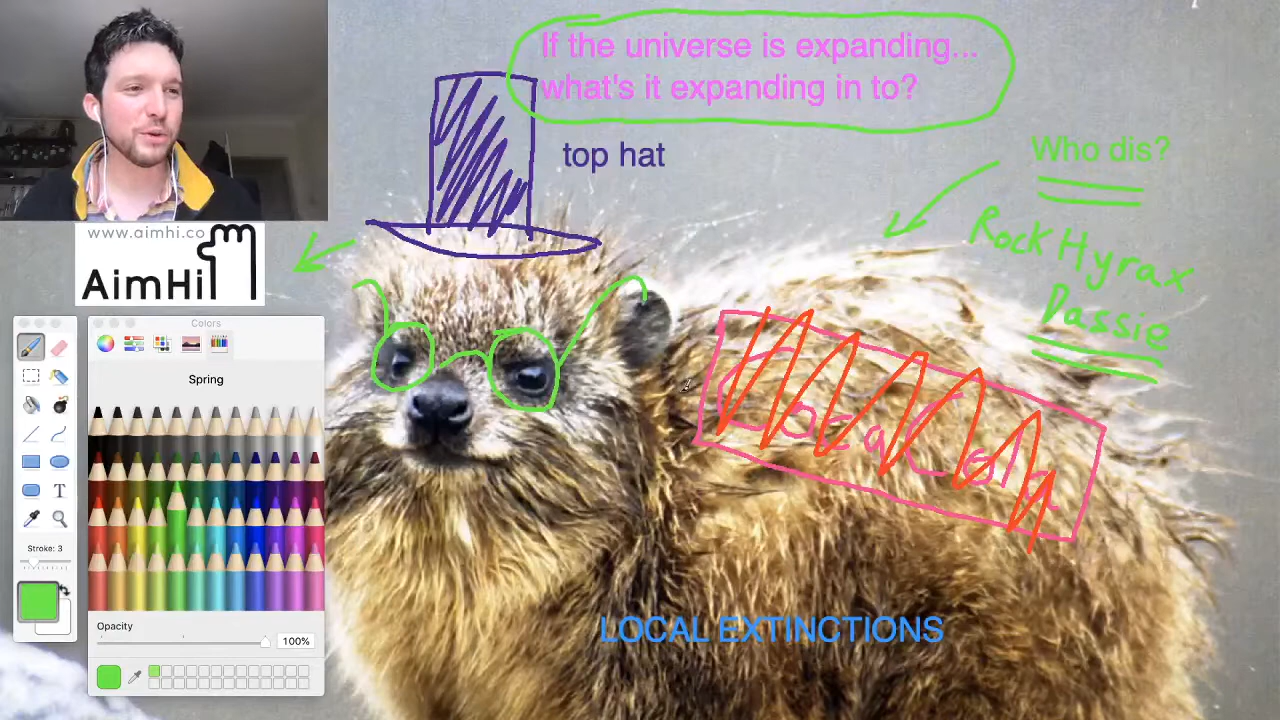 If the universe is expanding...
what's it expanding in to?
top hat
Who dis?
Rock Hyrax
Dassie
www.aimhi.co
AimHi
Colors
Spring
CocaCola
Stroke: 3
Opacity
100%
LOCAL EXTINCTIONS